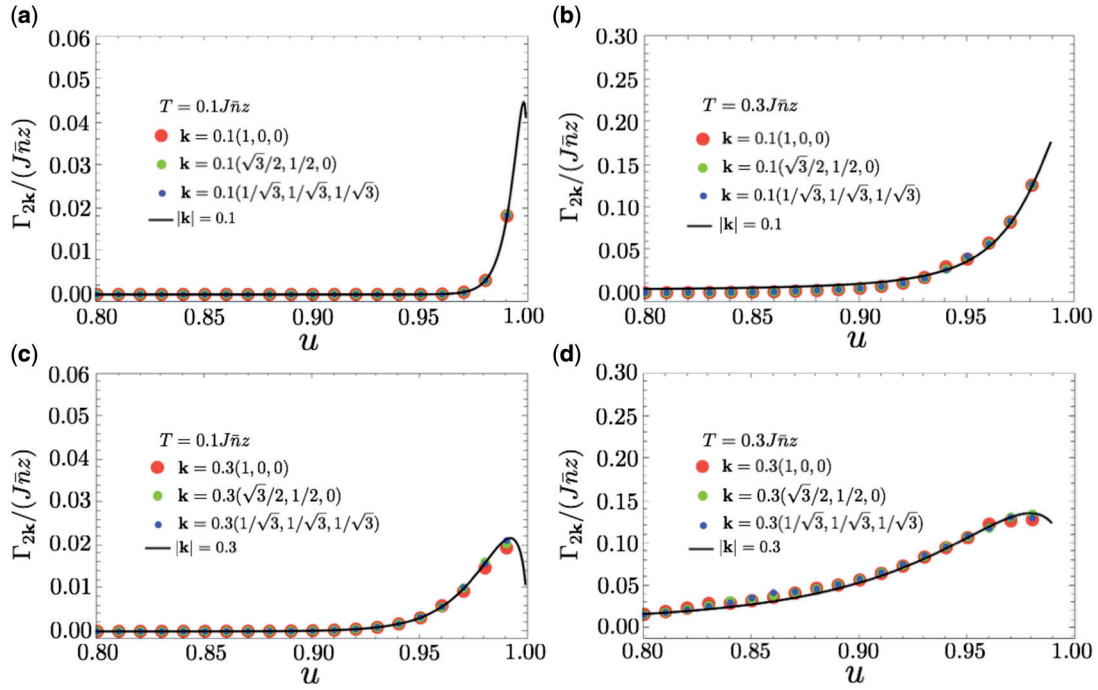 (a)
0.06
0.05
0.04
0.03
0.02
0.01
0.00
Γ₂ₖ/(Jn̄z)
T = 0.1Jn̄z
k = 0.1(1, 0, 0)
k = 0.1(√3/2, 1/2, 0)
k = 0.1(1/√3, 1/√3, 1/√3)
|k| = 0.1
0.80 0.85 0.90 0.95 1.00
u
(b)
0.30
0.25
0.20
0.15
0.10
0.05
0.00
Γ₂ₖ/(Jn̄z)
T = 0.3Jn̄z
k = 0.1(1, 0, 0)
k = 0.1(√3/2, 1/2, 0)
k = 0.1(1/√3, 1/√3, 1/√3)
|k| = 0.1
0.80 0.85 0.90 0.95 1.00
u
(c)
0.06
0.05
0.04
0.03
0.02
0.01
0.00
Γ₂ₖ/(Jn̄z)
T = 0.1Jn̄z
k = 0.3(1, 0, 0)
k = 0.3(√3/2, 1/2, 0)
k = 0.3(1/√3, 1/√3, 1/√3)
|k| = 0.3
0.80 0.85 0.90 0.95 1.00
u
(d)
0.30
0.25
0.20
0.15
0.10
0.05
0.00
Γ₂ₖ/(Jn̄z)
T = 0.3Jn̄z
k = 0.3(1, 0, 0)
k = 0.3(√3/2, 1/2, 0)
k = 0.3(1/√3, 1/√3, 1/√3)
|k| = 0.3
0.80 0.85 0.90 0.95 1.00
u